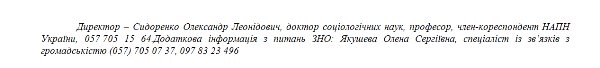 Директор – Сидоренко Олександр Леонідович, доктор соціологічних наук, професор, член-кореспондент НАПН
України, 057 705 15 64.Додаткова інформація з питань ЗНО: Якушева Олена Сергіївна, спеціаліст із зв’язків з
громадськістю (057) 705 07 37, 097 83 23 496